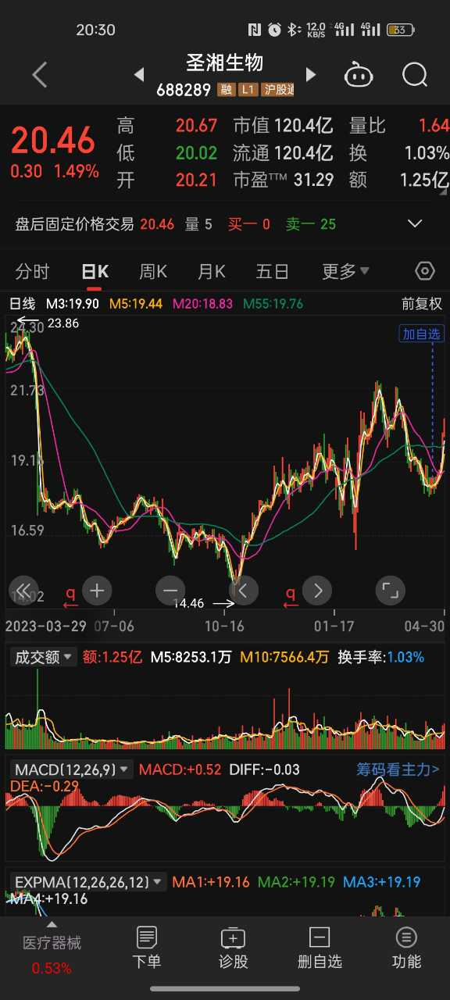 20:30 12.0 KB/S 4G 4G 33
圣湘生物
688289 融 L1 沪股通
20.46 高 20.67 市值 120.4亿 量比 1.64
低 20.02 流通 120.4亿 换 1.03%
0.30 1.49% 开 20.21 市盈TTM 31.29 额 1.25亿
盘后固定价格交易 20.46 量 5 买一 0 卖一 25
分时 日K 周K 月K 五日 更多
日线 M3:19.90 M5:19.44 M20:18.83 M55:19.76 前复权
24.30 23.86
加自选
21.73
19.16
16.59
14.02 q 14.46 q
2023-03-29 07-06 10-16 01-17 04-30
成交额 额:1.25亿 M5:8253.1万 M10:7566.4万 换手率:1.03%
MACD(12,26,9) MACD:+0.52 DIFF:-0.03 筹码看主力>
DEA:-0.29
EXPMA(12,26,26,12) MA1:+19.16 MA2:+19.19 MA3:+19.19
MA4:+19.16
医疗器械 下单 诊股 删自选 功能
0.53%